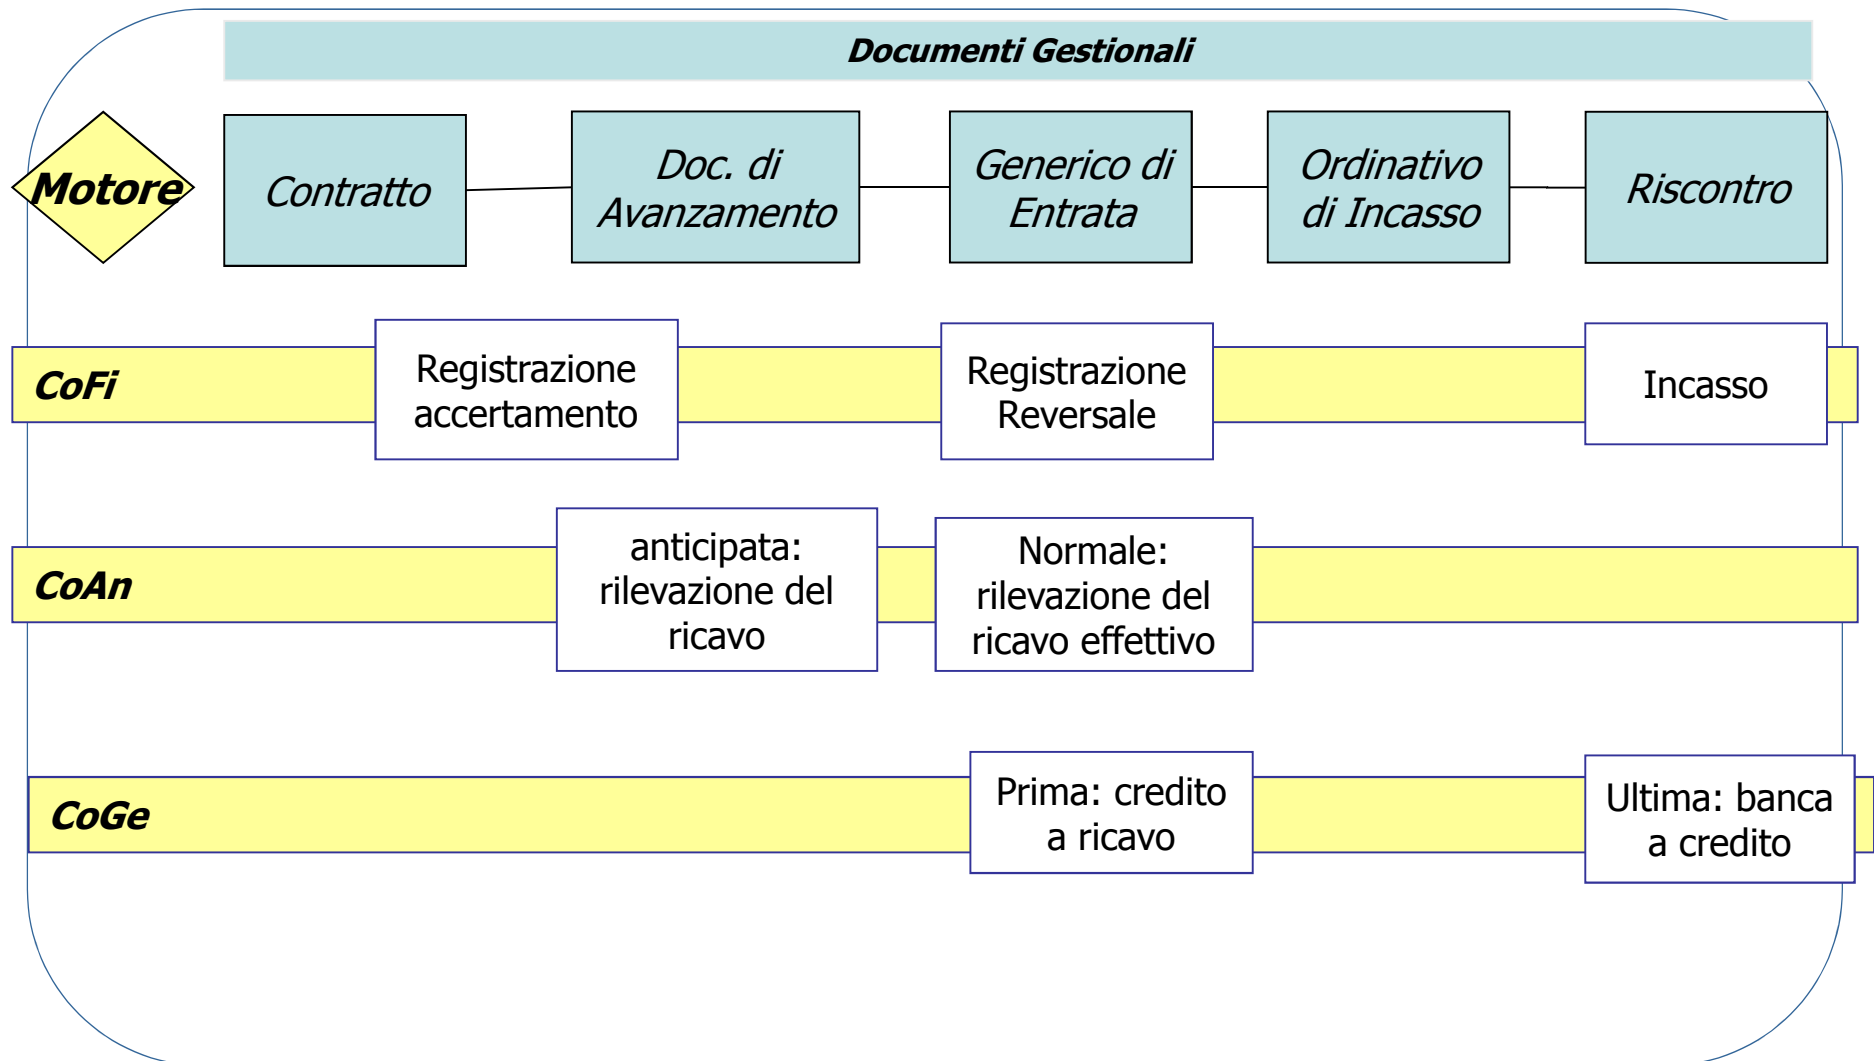 Documenti Gestionali
Motore
Contratto
Doc. di
Avanzamento
Generico di
Entrata
Ordinativo
di Incasso
Riscontro
CoFi
Registrazione
accertamento
Registrazione
Reversale
Incasso
CoAn
anticipata:
rilevazione del
ricavo
Normale:
rilevazione del
ricavo effettivo
CoGe
Prima: credito
a ricavo
Ultima: banca
a credito